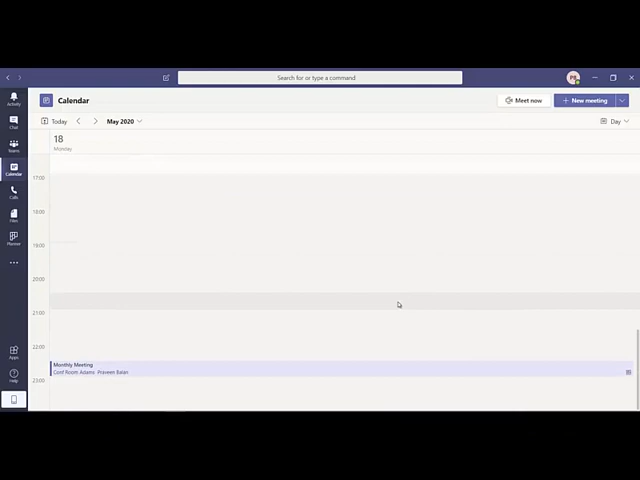 Search for or type a command
PB
Activity
Chat
Teams
Calendar
Calls
Files
Planner
Apps
Help
Calendar
Meet now
New meeting
Today
May 2020
Day
18
Monday
17:00
18:00
19:00
20:00
21:00
22:00
23:00
Monthly Meeting
Conf Room Adams Praveen Balan